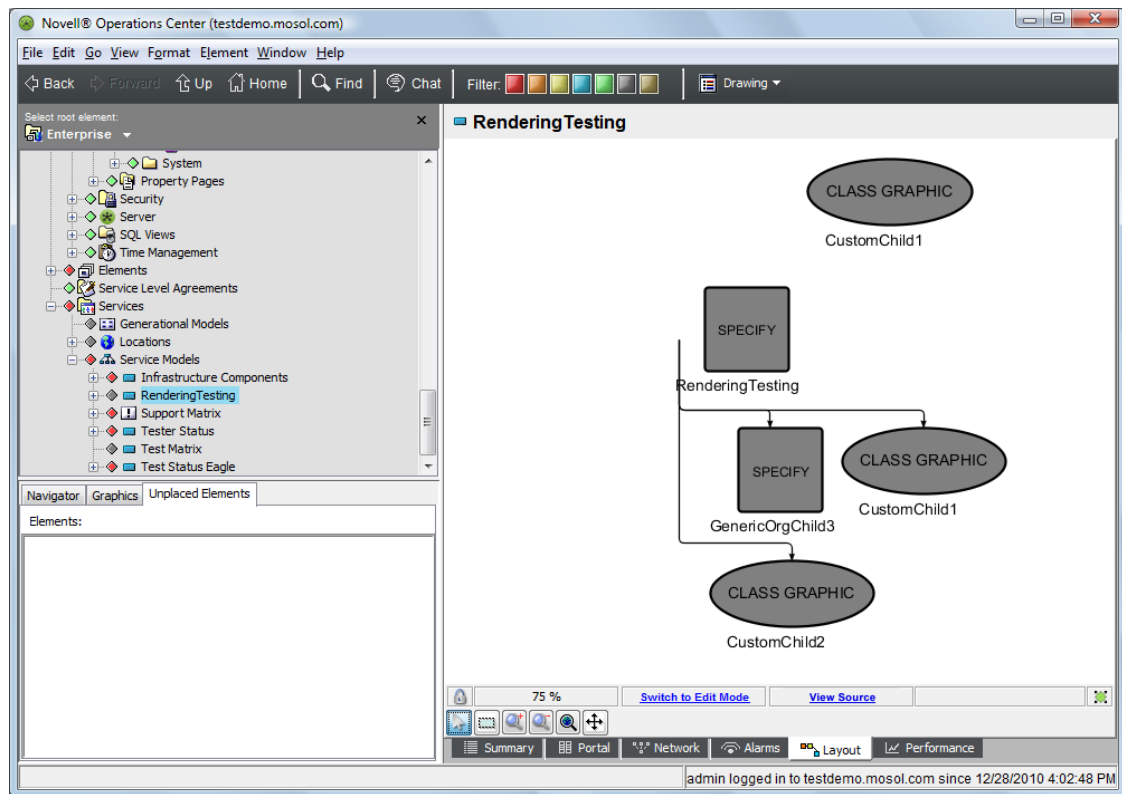 Novell® Operations Center (testdemo.mosol.com)
File Edit Go View Format Element Window Help
Back Forward Up Home Find Chat Filter: Drawing
Select root element:
Enterprise
System
Property Pages
Security
Server
SQL Views
Time Management
Elements
Service Level Agreements
Services
Generational Models
Locations
Service Models
Infrastructure Components
RenderingTesting
Support Matrix
Tester Status
Test Matrix
Test Status Eagle
Navigator Graphics Unplaced Elements
Elements:
RenderingTesting
CLASS GRAPHIC
CustomChild1
SPECIFY
RenderingTesting
SPECIFY
GenericOrgChild3
CLASS GRAPHIC
CustomChild1
CLASS GRAPHIC
CustomChild2
75 % Switch to Edit Mode View Source
Summary Portal Network Alarms Layout Performance
admin logged in to testdemo.mosol.com since 12/28/2010 4:02:48 PM